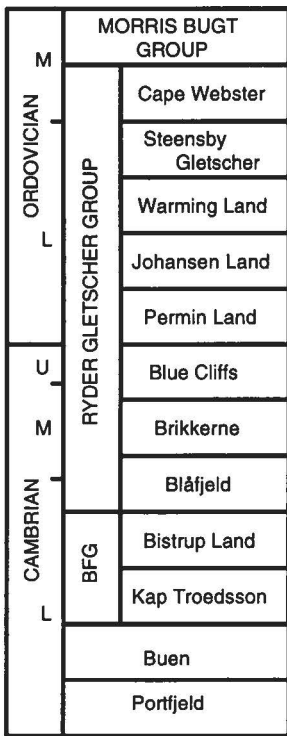 MORRIS BUGT
GROUP
M
ORDOVICIAN
L
RYDER GLETSCHER GROUP
Cape Webster
Steensby
Gletscher
Warming Land
Johansen Land
Permin Land
Blue Cliffs
Brikkerne
Blåfjeld
U
M
CAMBRIAN
L
BFG
Bistrup Land
Kap Troedsson
Buen
Portfjeld